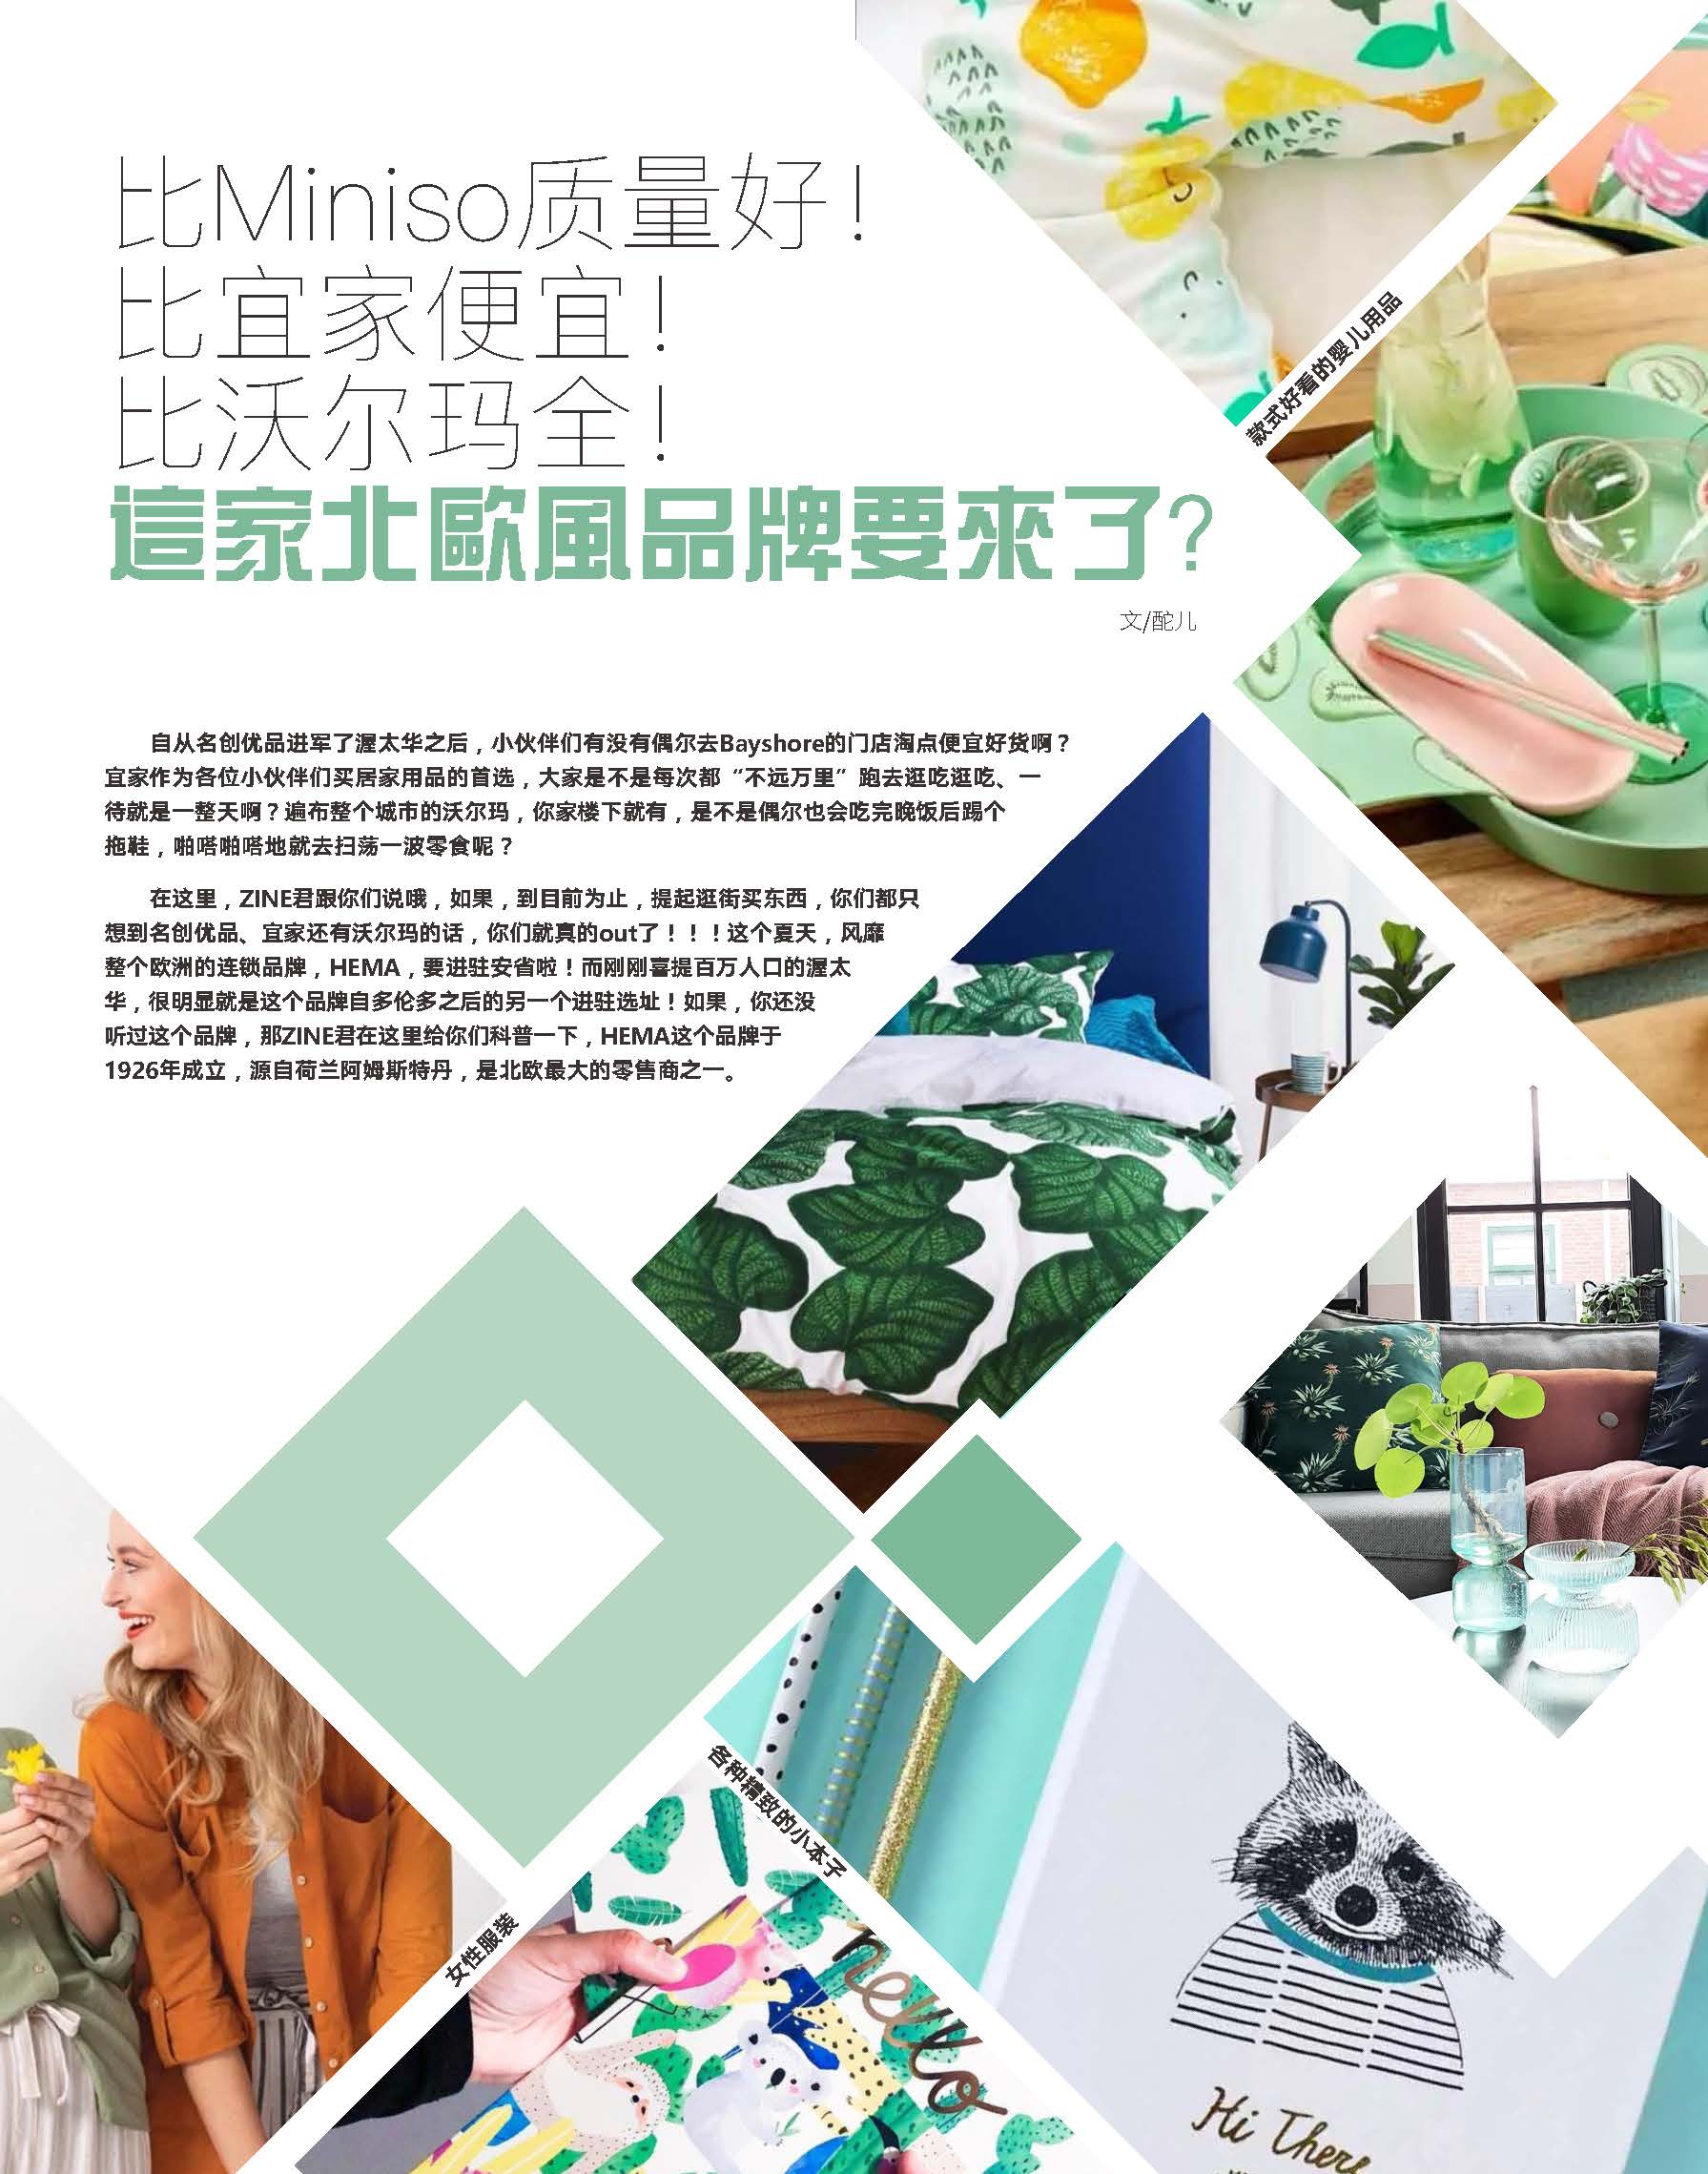 比Miniso质量好！
比宜家便宜！
比沃尔玛全！
這家北歐風品牌要來了？
文/酡儿
自从名创优品进军了渥太华之后，小伙伴们有没有偶尔去Bayshore的门店淘点便宜好货啊？
宜家作为各位小伙伴们买居家用品的首选，大家是不是每次都“不远万里”跑去逛吃逛吃、一
待就是一整天啊？遍布整个城市的沃尔玛，你家楼下就有，是不是偶尔也会吃完晚饭后踢个
拖鞋，啪嗒啪嗒地就去扫荡一波零食呢？
在这里，ZINE君跟你们说哦，如果，到目前为止，提起逛街买东西，你们都只
想到名创优品、宜家还有沃尔玛的话，你们就真的out了！！！这个夏天，风靡
整个欧洲的连锁品牌，HEMA，要进驻安省啦！而刚刚喜提百万人口的渥太
华，很明显就是这个品牌自多伦多之后的另一个进驻选址！如果，你还没
听过这个品牌，那ZINE君在这里给你们科普一下，HEMA这个品牌于
1926年成立，源自荷兰阿姆斯特丹，是北欧最大的零售商之一。
款式好看的婴儿用品
各种精致的小本子
女性服装
hello
Hi There